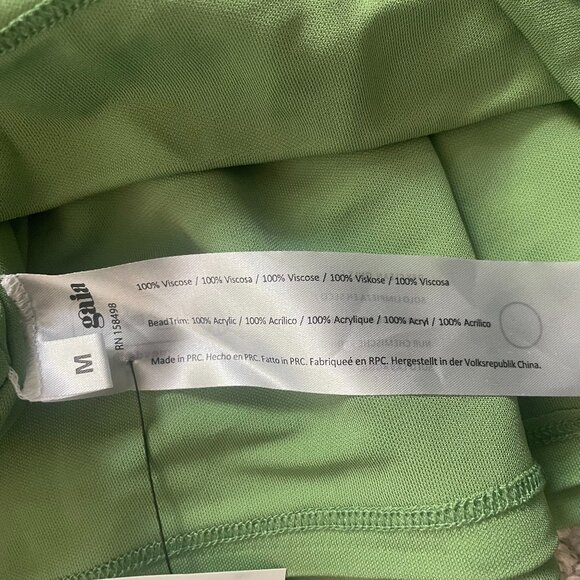 gaia
RN 158498
M
100% Viscose / 100% Viscosa / 100% Viscose / 100% Viskose / 100% Viscosa
Bead Trim: 100% Acrylic / 100% Acrílico / 100% Acrylique / 100% Acryl / 100% Acrilico
Made in PRC. Hecho en PRC. Fatto in PRC. Fabriqueé en RPC. Hergestellt in der Volksrepublik China.